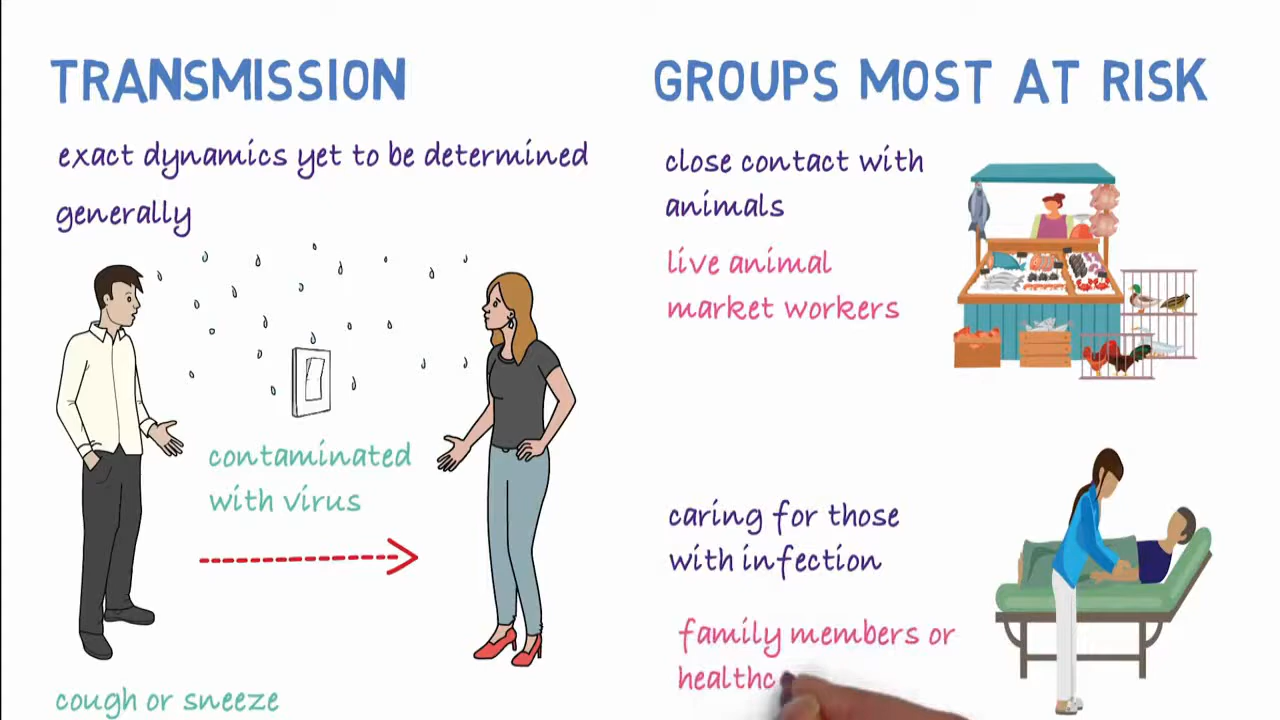 TRANSMISSION
exact dynamics yet to be determined
generally
contaminated
with virus
cough or sneeze
GROUPS MOST AT RISK
close contact with
animals
live animal
market workers
caring for those
with infection
family members or
healthc